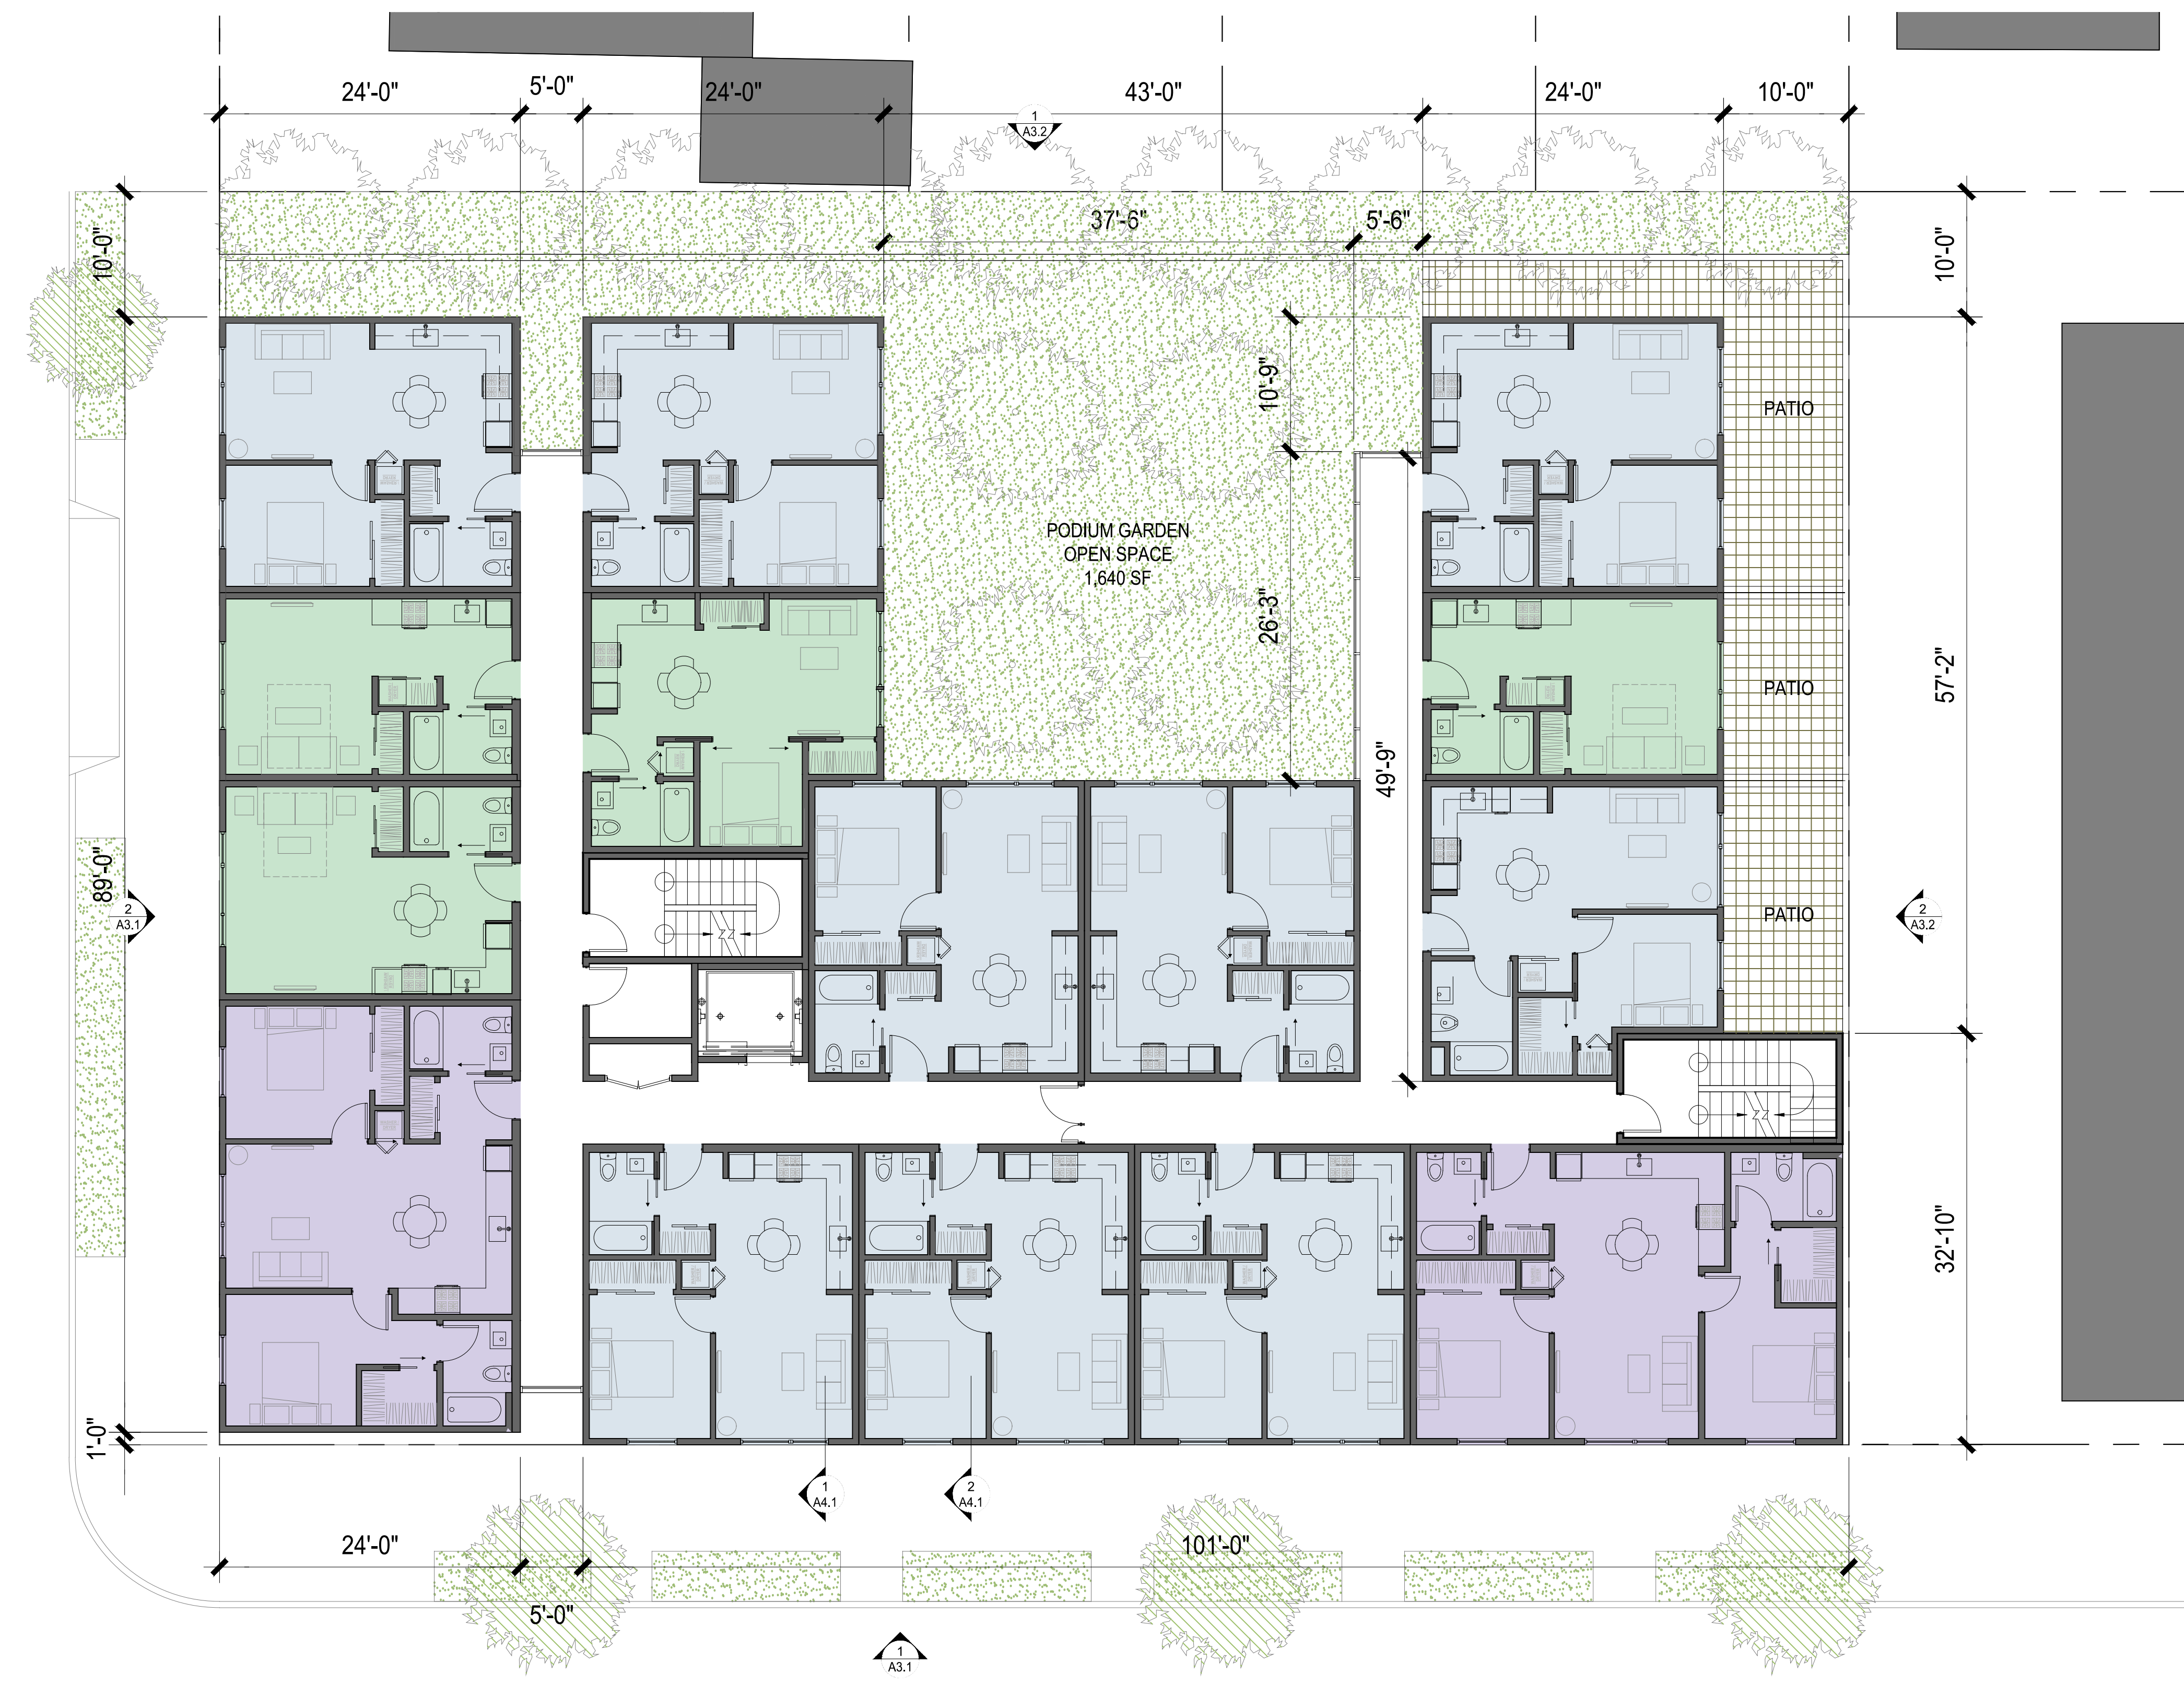 24'-0"
5'-0"
24'-0"
43'-0"
24'-0"
10'-0"
1
A3.2
37'-6"
5'-6"
10'-0"
10'-0"
10'-9"
PATIO
PODIUM GARDEN
OPEN SPACE
1,640 SF
26'-3"
57'-2"
PATIO
49'-9"
89'-0"
2
A3.1
PATIO
2
A3.2
32'-10"
1'-0"
1
A4.1
2
A4.1
24'-0"
101'-0"
5'-0"
1
A3.1